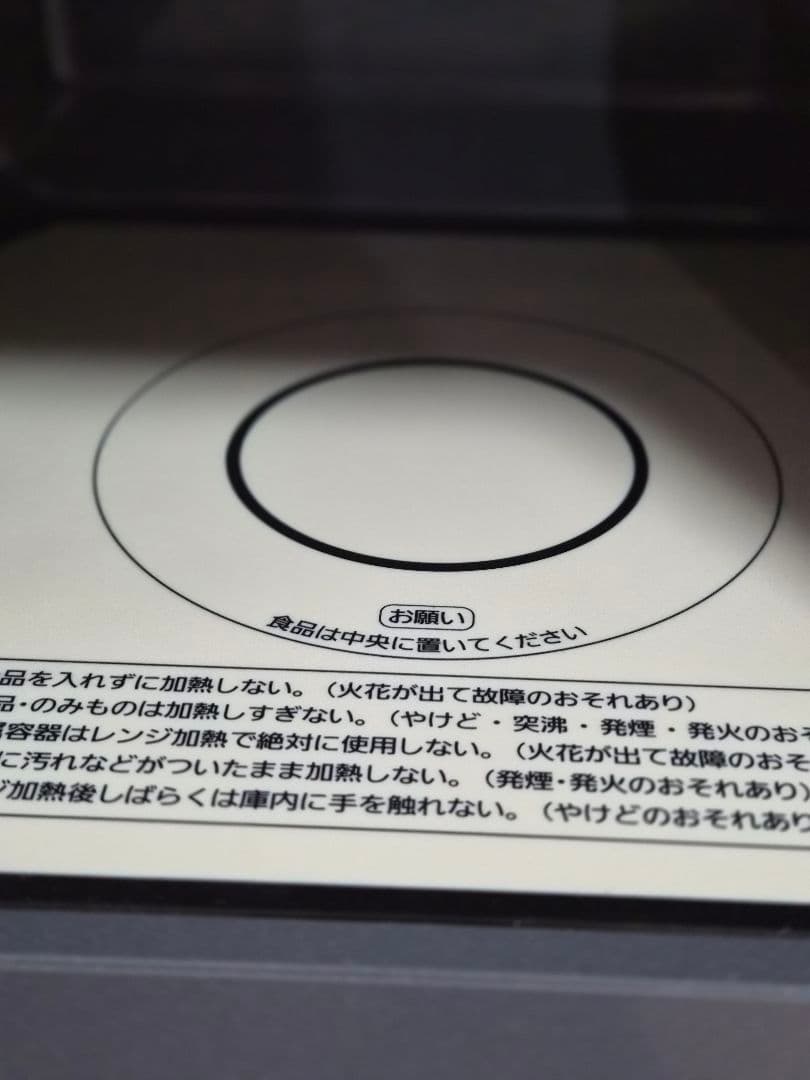 お願い
食品は中央に置いてください
品を入れずに加熱しない。（火花が出て故障のおそれあり）
品・のみものは加熱しすぎない。（やけど・突沸・発煙・発火のおそ
容器はレンジ加熱で絶対に使用しない。（火花が出て故障のおそ
に汚れなどがついたまま加熱しない。（発煙・発火のおそれあり）
ジ加熱後しばらくは庫内に手を触れない。（やけどのおそれあり